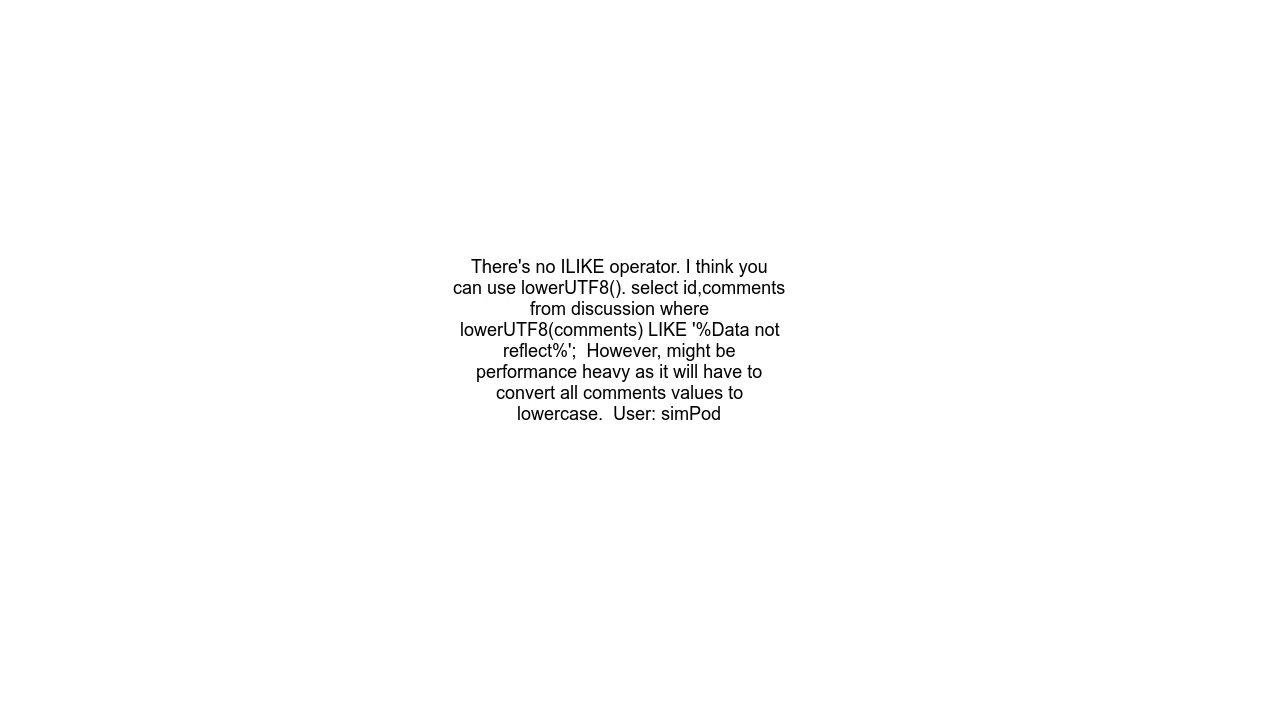 There's no ILIKE operator. I think you
can use lowerUTF8(). select id,comments
from discussion where
lowerUTF8(comments) LIKE '%Data not
reflect%';  However, might be
performance heavy as it will have to
convert all comments values to
lowercase.  User: simPod